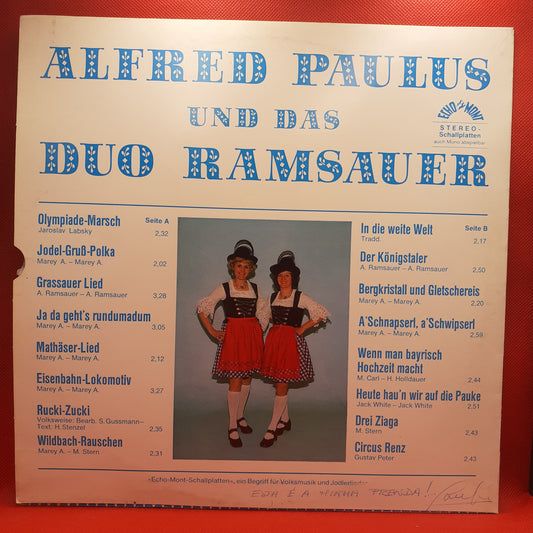 ALFRED PAULUS
UND DAS
DUO RAMSAUER
ECHO MONT
STEREO-
Schallplatten
auch Mono abspielbar
Olympiade-Marsch Seite A
Jaroslav Labsky 2,32
Jodel-Gruß-Polka
Marey A. – Marey A. 2,02
Grassauer Lied
A. Ramsauer – A. Ramsauer 3,28
Ja da geht's rundumadum
Marey A. – Marey A. 3,05
Mathäser-Lied
Marey A. – Marey A. 2,12
Eisenbahn-Lokomotiv
Marey A. – Marey A. 3,27
Rucki-Zucki
Volksweise: Bearb. S. Gussmann–
Text: H. Stenzel 2,35
Wildbach-Rauschen
Marey A. – M. Stern 2,31
In die weite Welt Seite B
Tradd. 2,17
Der Königstaler
A. Ramsauer – A. Ramsauer 2,50
Bergkristall und Gletschereis
Marey A. – Marey A. 2,20
A'Schnapserl, a'Schwipserl
Marey A. – Marey A. 2,59
Wenn man bayrisch
Hochzeit macht
M. Carl – H. Holldauer 2,44
Heute hau'n wir auf die Pauke
Jack White – Jack White 2,51
Drei Ziaga
M. Stern 2,43
Circus Renz
Gustav Peter 2,43
«Echo-Mont-Schallplatten», ein Begriff für Volksmusik und Jodlerlieder
É A MINHA PRENDA!